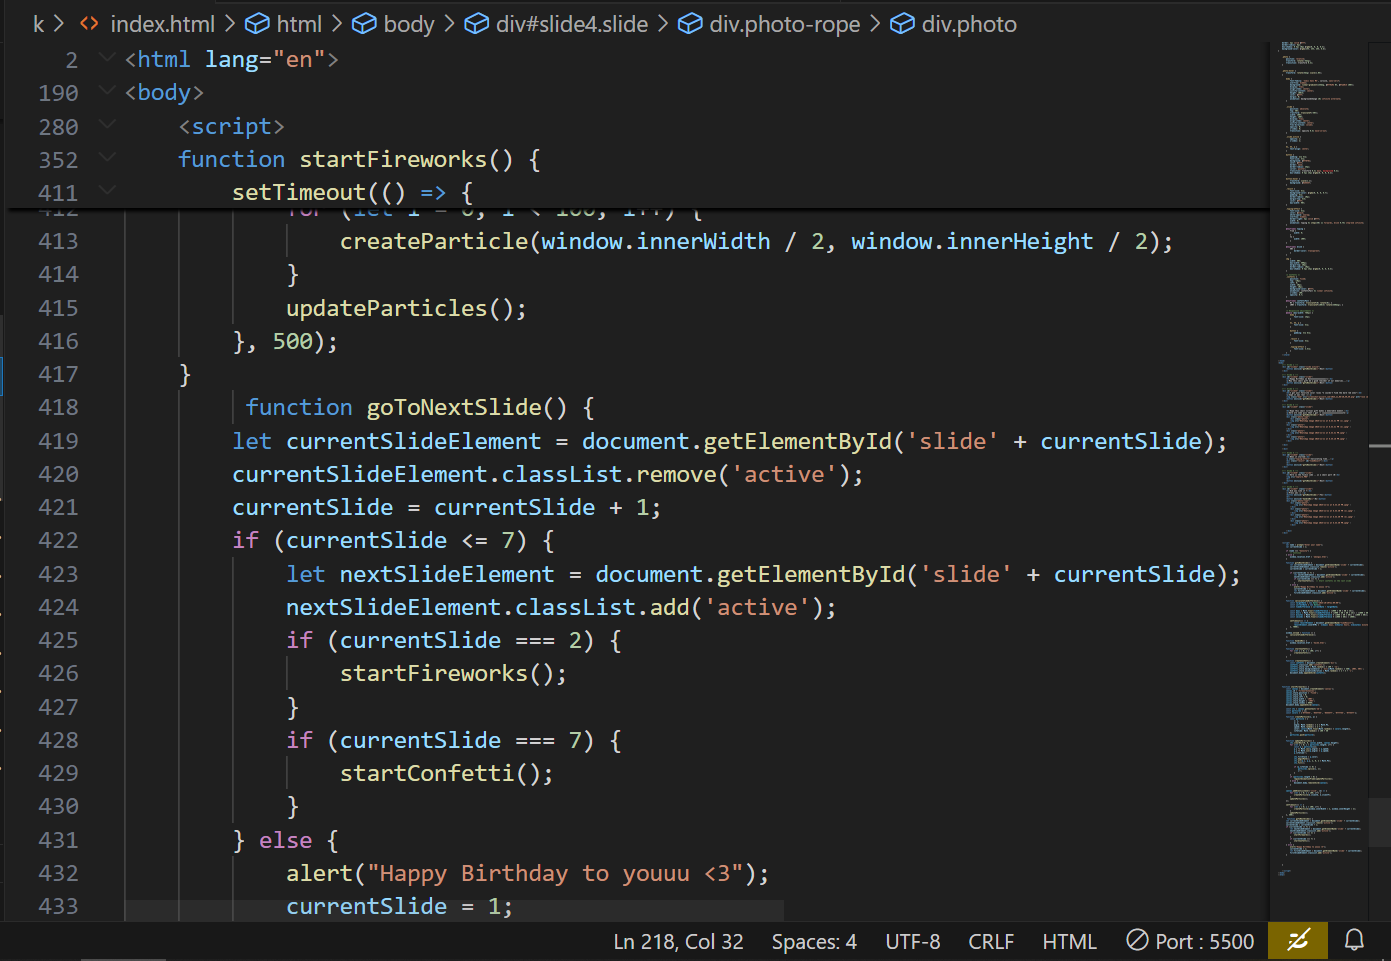 k > index.html > html > body > div#slide4.slide > div.photo-rope > div.photo
2 <html lang="en">
190 <body>
280 <script>
352 function startFireworks() {
411 setTimeout(() => {
412 for (let i = 0; i < 100; i++) {
413 createParticle(window.innerWidth / 2, window.innerHeight / 2);
414 }
415 updateParticles();
416 }, 500);
417 }
418 function goToNextSlide() {
419 let currentSlideElement = document.getElementById('slide' + currentSlide);
420 currentSlideElement.classList.remove('active');
421 currentSlide = currentSlide + 1;
422 if (currentSlide <= 7) {
423 let nextSlideElement = document.getElementById('slide' + currentSlide);
424 nextSlideElement.classList.add('active');
425 if (currentSlide === 2) {
426 startFireworks();
427 }
428 if (currentSlide === 7) {
429 startConfetti();
430 }
431 } else {
432 alert("Happy Birthday to youuu <3");
433 currentSlide = 1;
Ln 218, Col 32 Spaces: 4 UTF-8 CRLF HTML Port : 5500